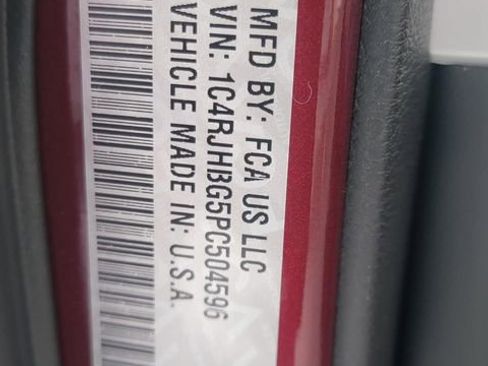 MFD BY: FCA US LLC
VIN: 1C4RJHBG5PC504596
VEHICLE MADE IN: U.S.A.